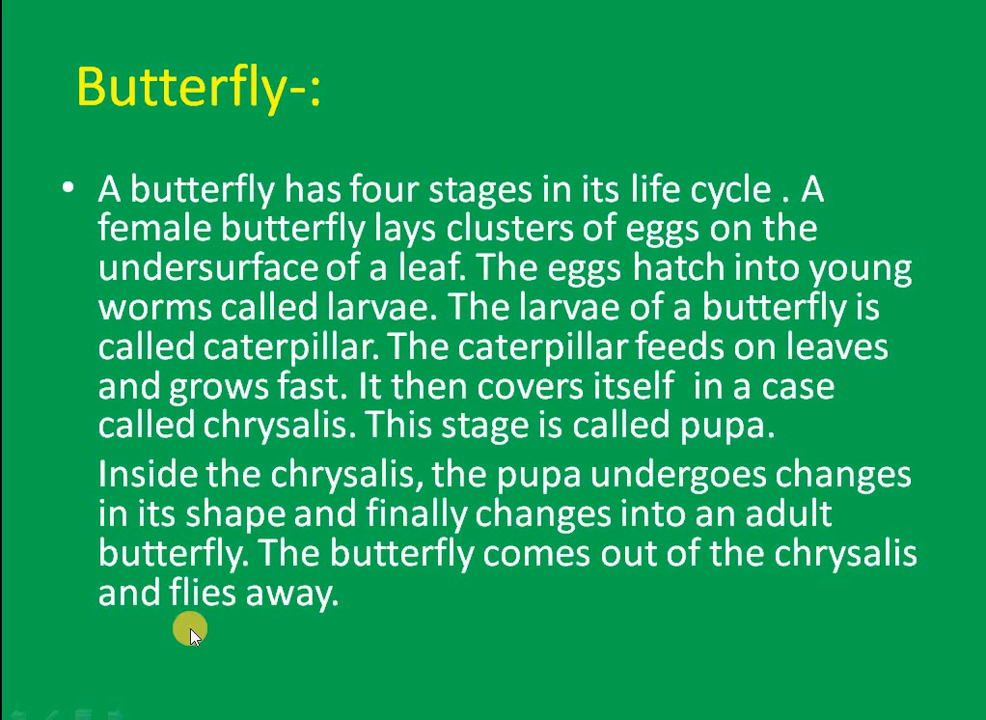 Butterfly-:
• A butterfly has four stages in its life cycle . A
female butterfly lays clusters of eggs on the
undersurface of a leaf. The eggs hatch into young
worms called larvae. The larvae of a butterfly is
called caterpillar. The caterpillar feeds on leaves
and grows fast. It then covers itself  in a case
called chrysalis. This stage is called pupa.
Inside the chrysalis, the pupa undergoes changes
in its shape and finally changes into an adult
butterfly. The butterfly comes out of the chrysalis
and flies away.